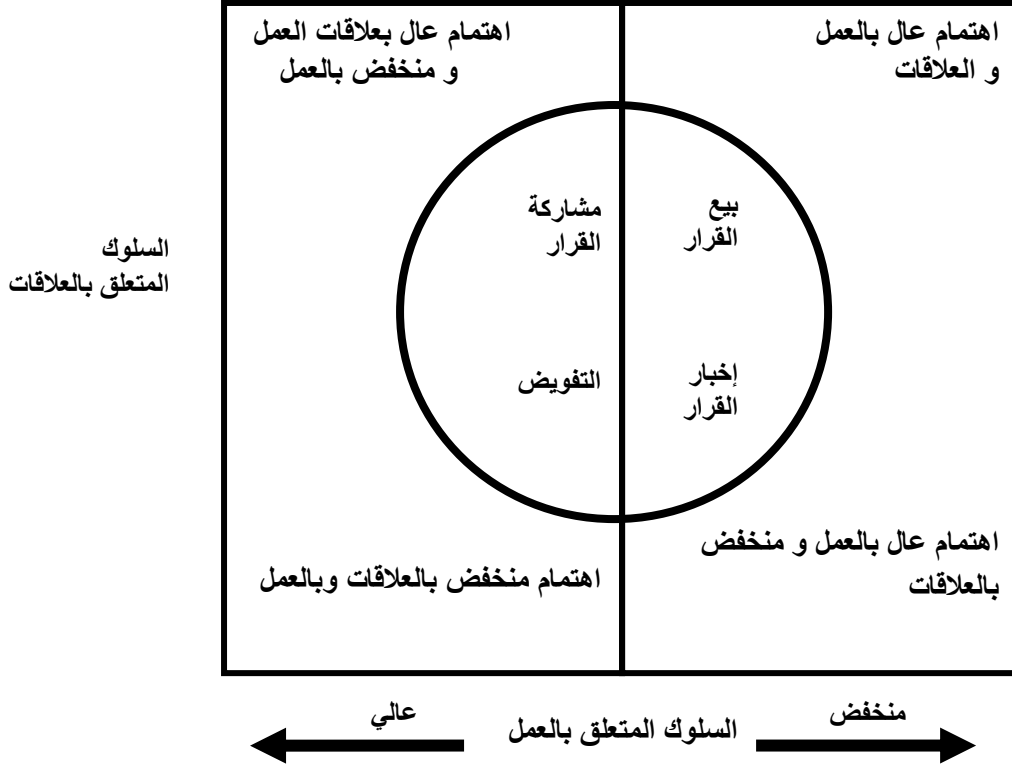 اهتمام عال بالعمل
و العلاقات
اهتمام عال بعلاقات العمل
و منخفض بالعمل
بيع
القرار
مشاركة
القرار
السلوك
المتعلق بالعلاقات
إخبار
القرار
التفويض
اهتمام عال بالعمل و منخفض
بالعلاقات
اهتمام منخفض بالعلاقات وبالعمل
منخفض
السلوك المتعلق بالعمل
عالي